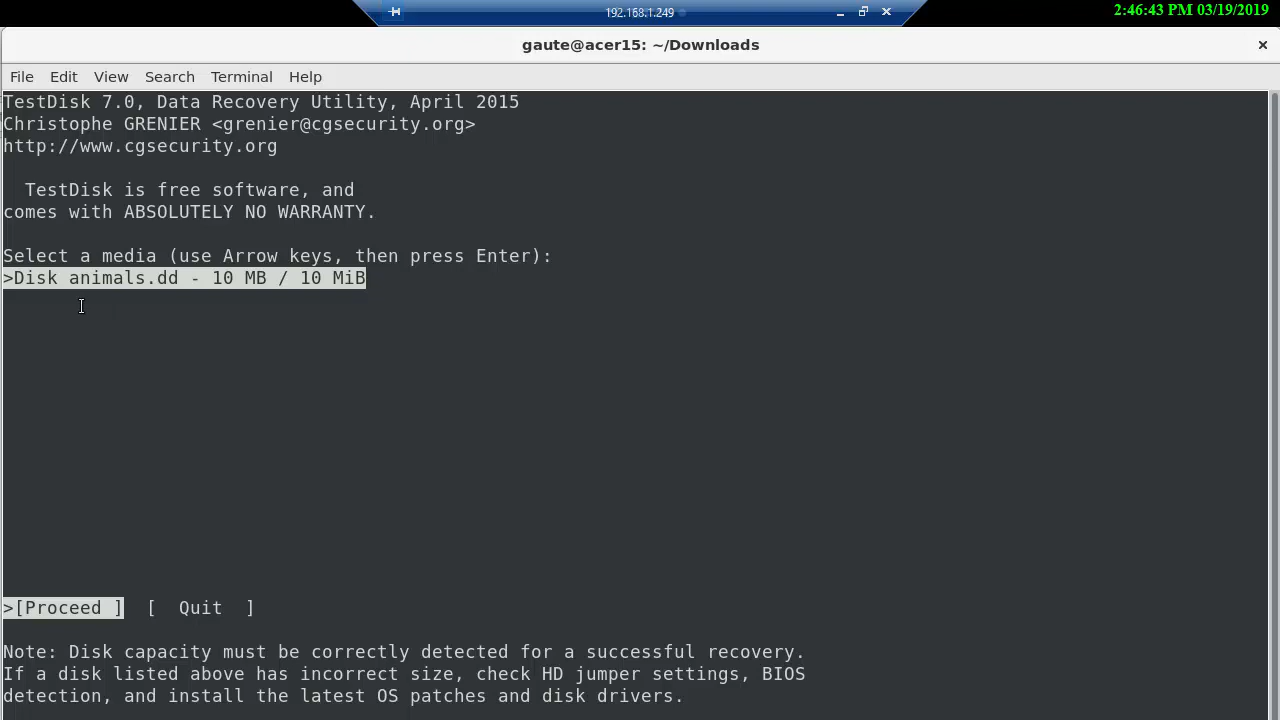 192.168.1.249
2:46:43 PM 03/19/2019
gaute@acer15: ~/Downloads
File Edit View Search Terminal Help
TestDisk 7.0, Data Recovery Utility, April 2015
Christophe GRENIER <grenier@cgsecurity.org>
http://www.cgsecurity.org
TestDisk is free software, and
comes with ABSOLUTELY NO WARRANTY.
Select a media (use Arrow keys, then press Enter):
>Disk animals.dd - 10 MB / 10 MiB
>[Proceed ] [ Quit ]
Note: Disk capacity must be correctly detected for a successful recovery.
If a disk listed above has incorrect size, check HD jumper settings, BIOS
detection, and install the latest OS patches and disk drivers.